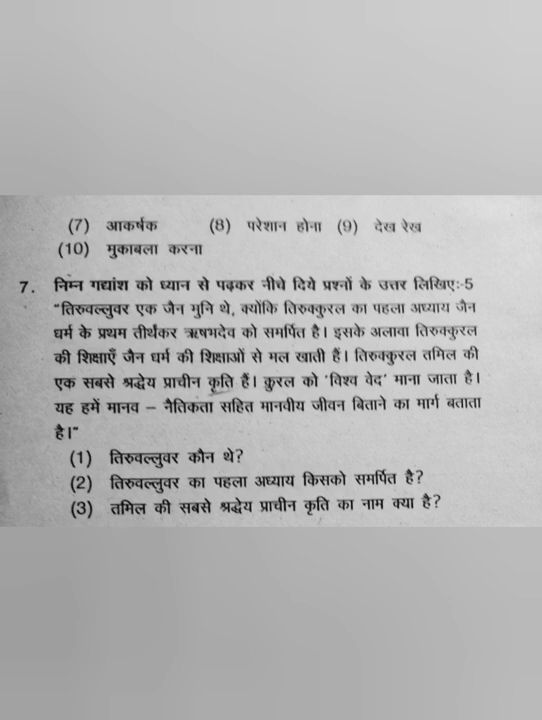 (7) आकर्षक (8) परेशान होना (9) देख रेख
(10) मुकाबला करना
7. निम्न गद्यांश को ध्यान से पढ़कर नीचे दिये प्रश्नों के उत्तर लिखिए:-5
"तिरुवल्लुवर एक जैन मुनि थे, क्योंकि तिरुक्कुरल का पहला अध्याय जैन
धर्म के प्रथम तीर्थंकर ऋषभदेव को समर्पित है। इसके अलावा तिरुक्कुरल
की शिक्षाएँ जैन धर्म की शिक्षाओं से मल खाती हैं। तिरुक्कुरल तमिल की
एक सबसे श्रद्धेय प्राचीन कृति हैं। कुरल को 'विश्व वेद' माना जाता है।
यह हमें मानव – नैतिकता सहित मानवीय जीवन बिताने का मार्ग बताता
है।"
(1) तिरुवल्लुवर कौन थे?
(2) तिरुवल्लुवर का पहला अध्याय किसको समर्पित है?
(3) तमिल की सबसे श्रद्धेय प्राचीन कृति का नाम क्या है?